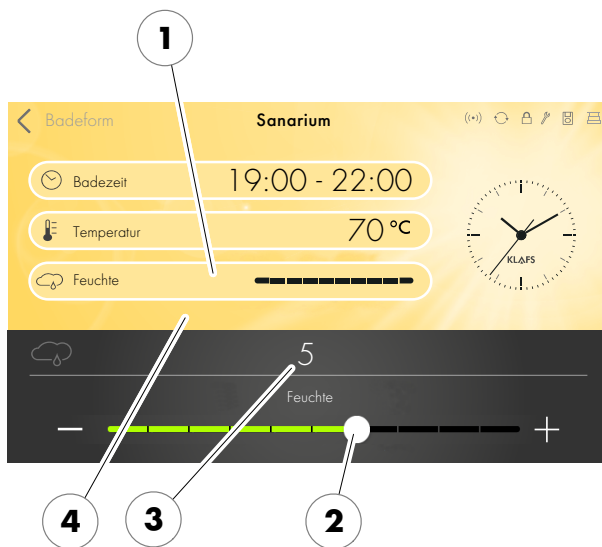 1
Badeform
Sanarium
Badezeit 19:00 - 22:00
Temperatur 70 °C
Feuchte
KLAFS
5
Feuchte
4
3
2